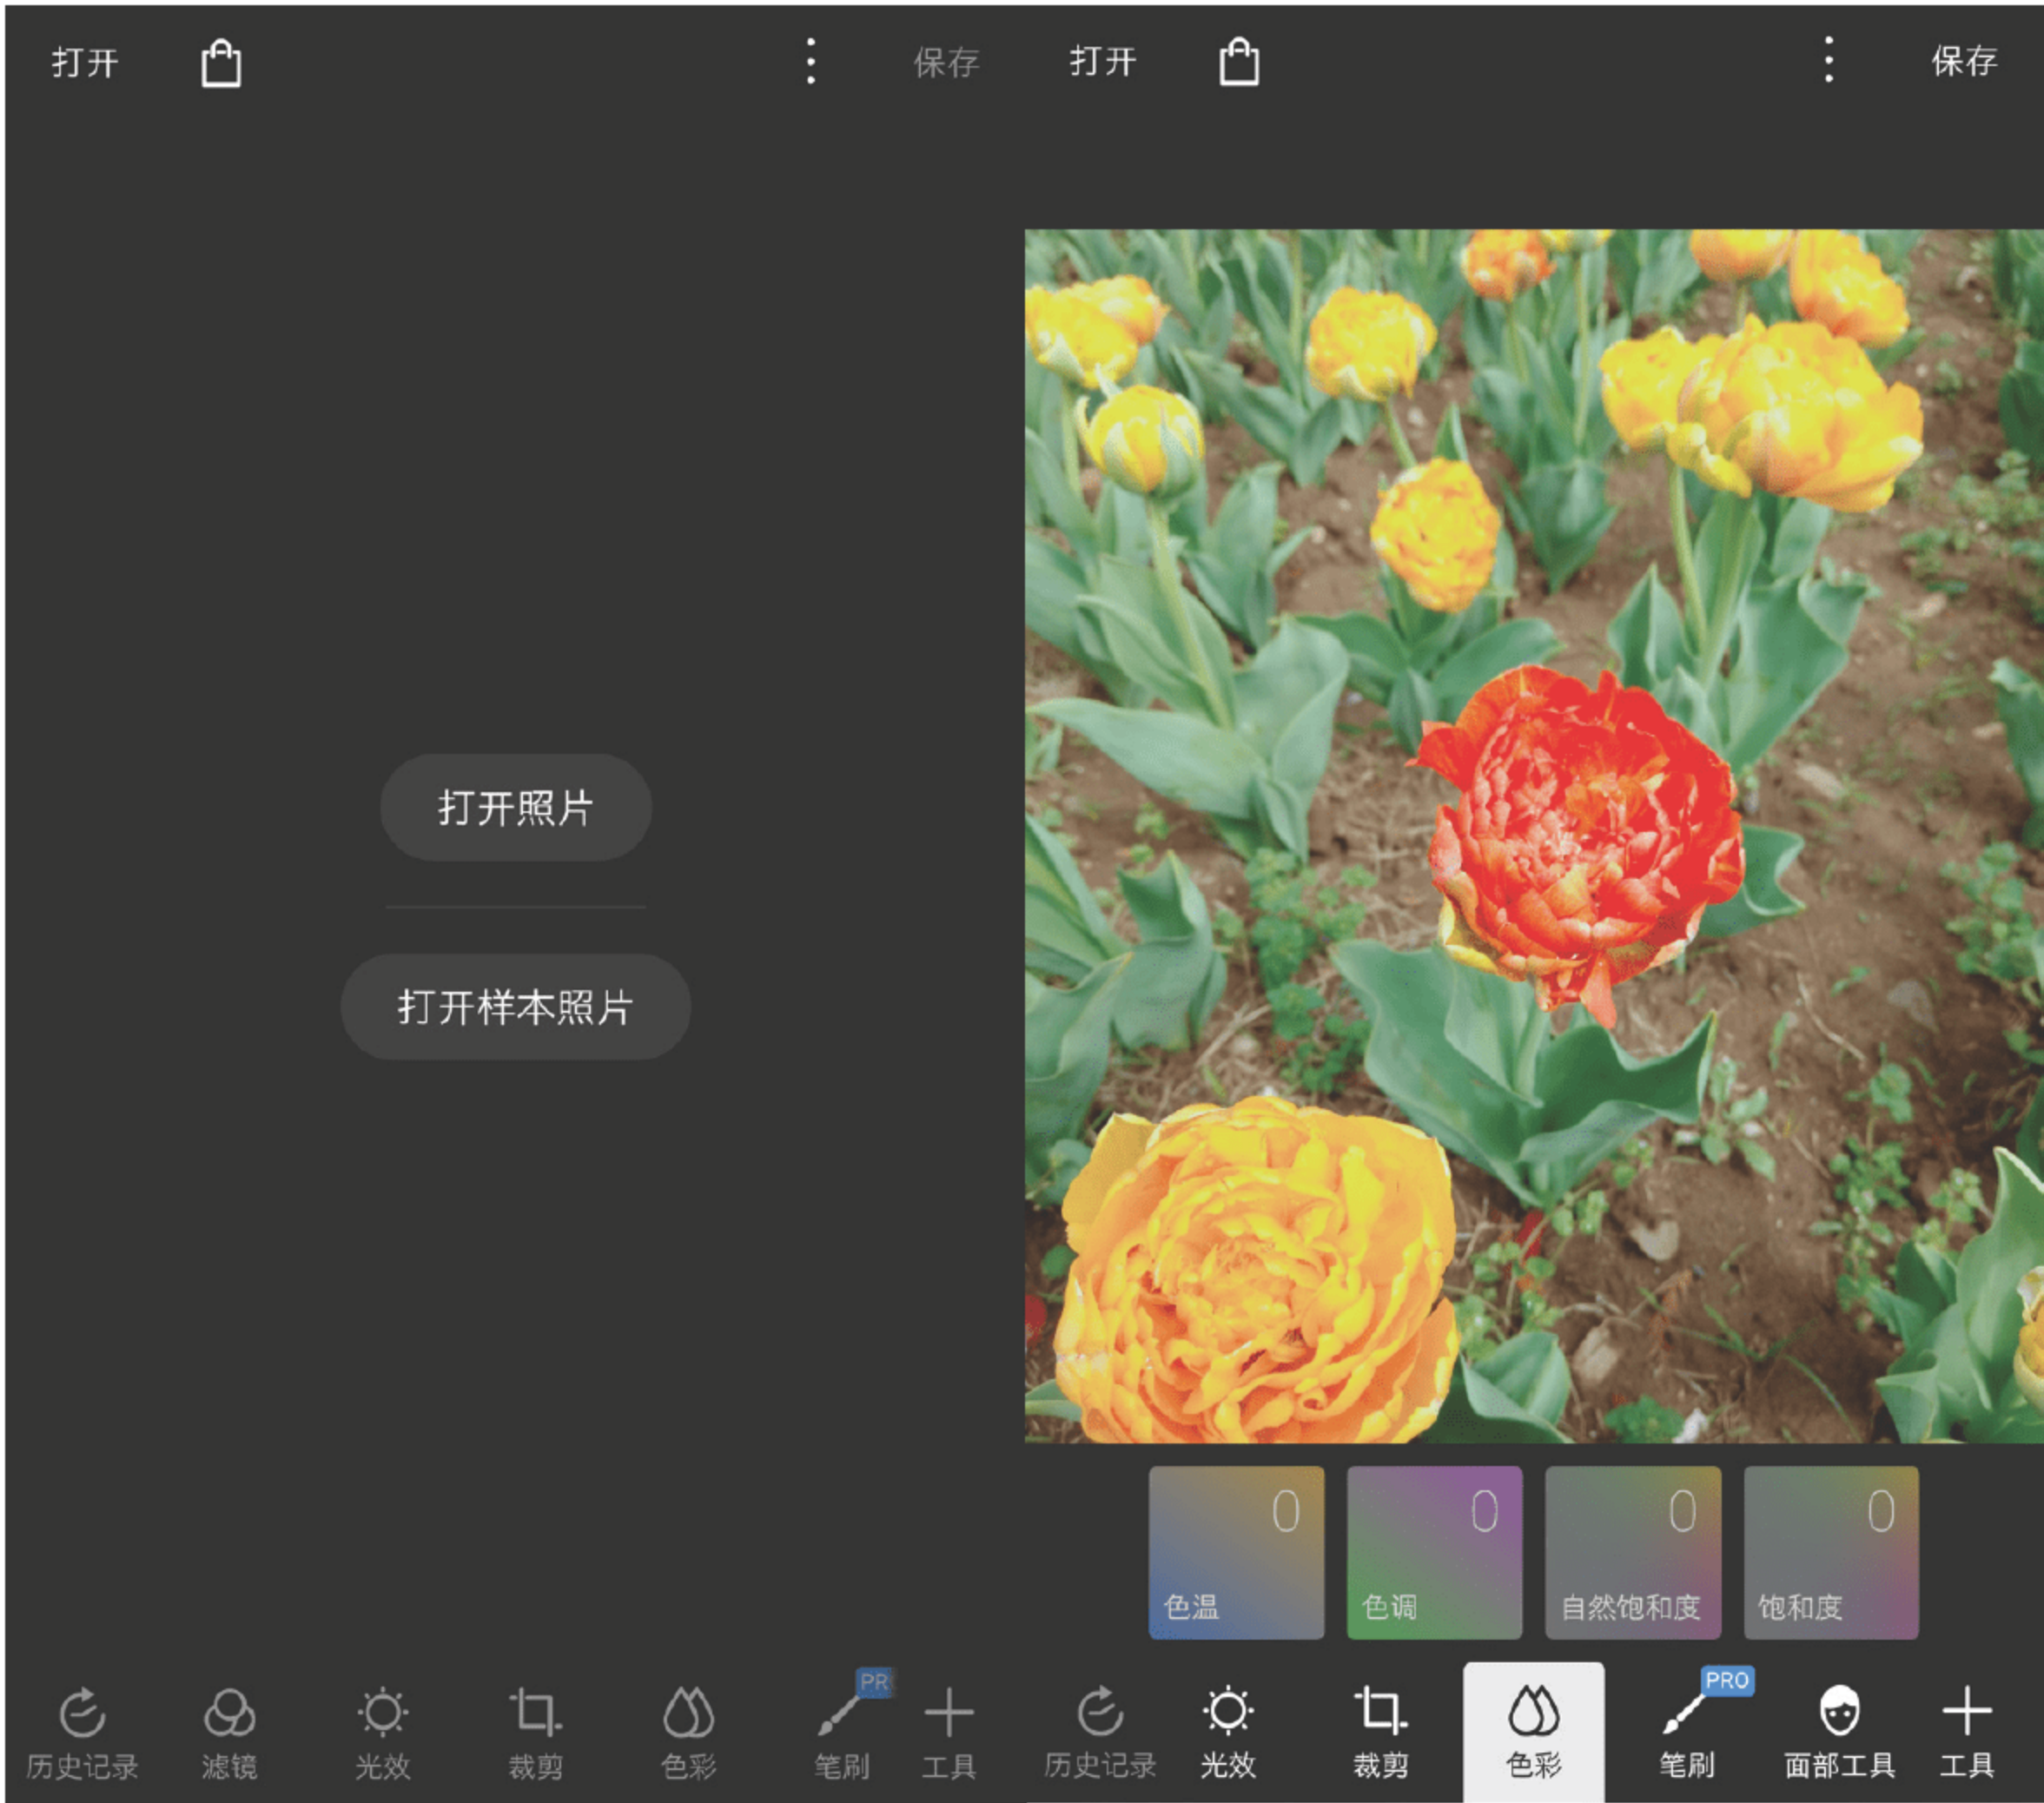 打开
保存
打开照片
打开样本照片
PR
历史记录
滤镜
光效
裁剪
色彩
笔刷
工具
打开
保存
0
0
0
0
色温
色调
自然饱和度
饱和度
PRO
历史记录
光效
裁剪
色彩
笔刷
面部工具
工具